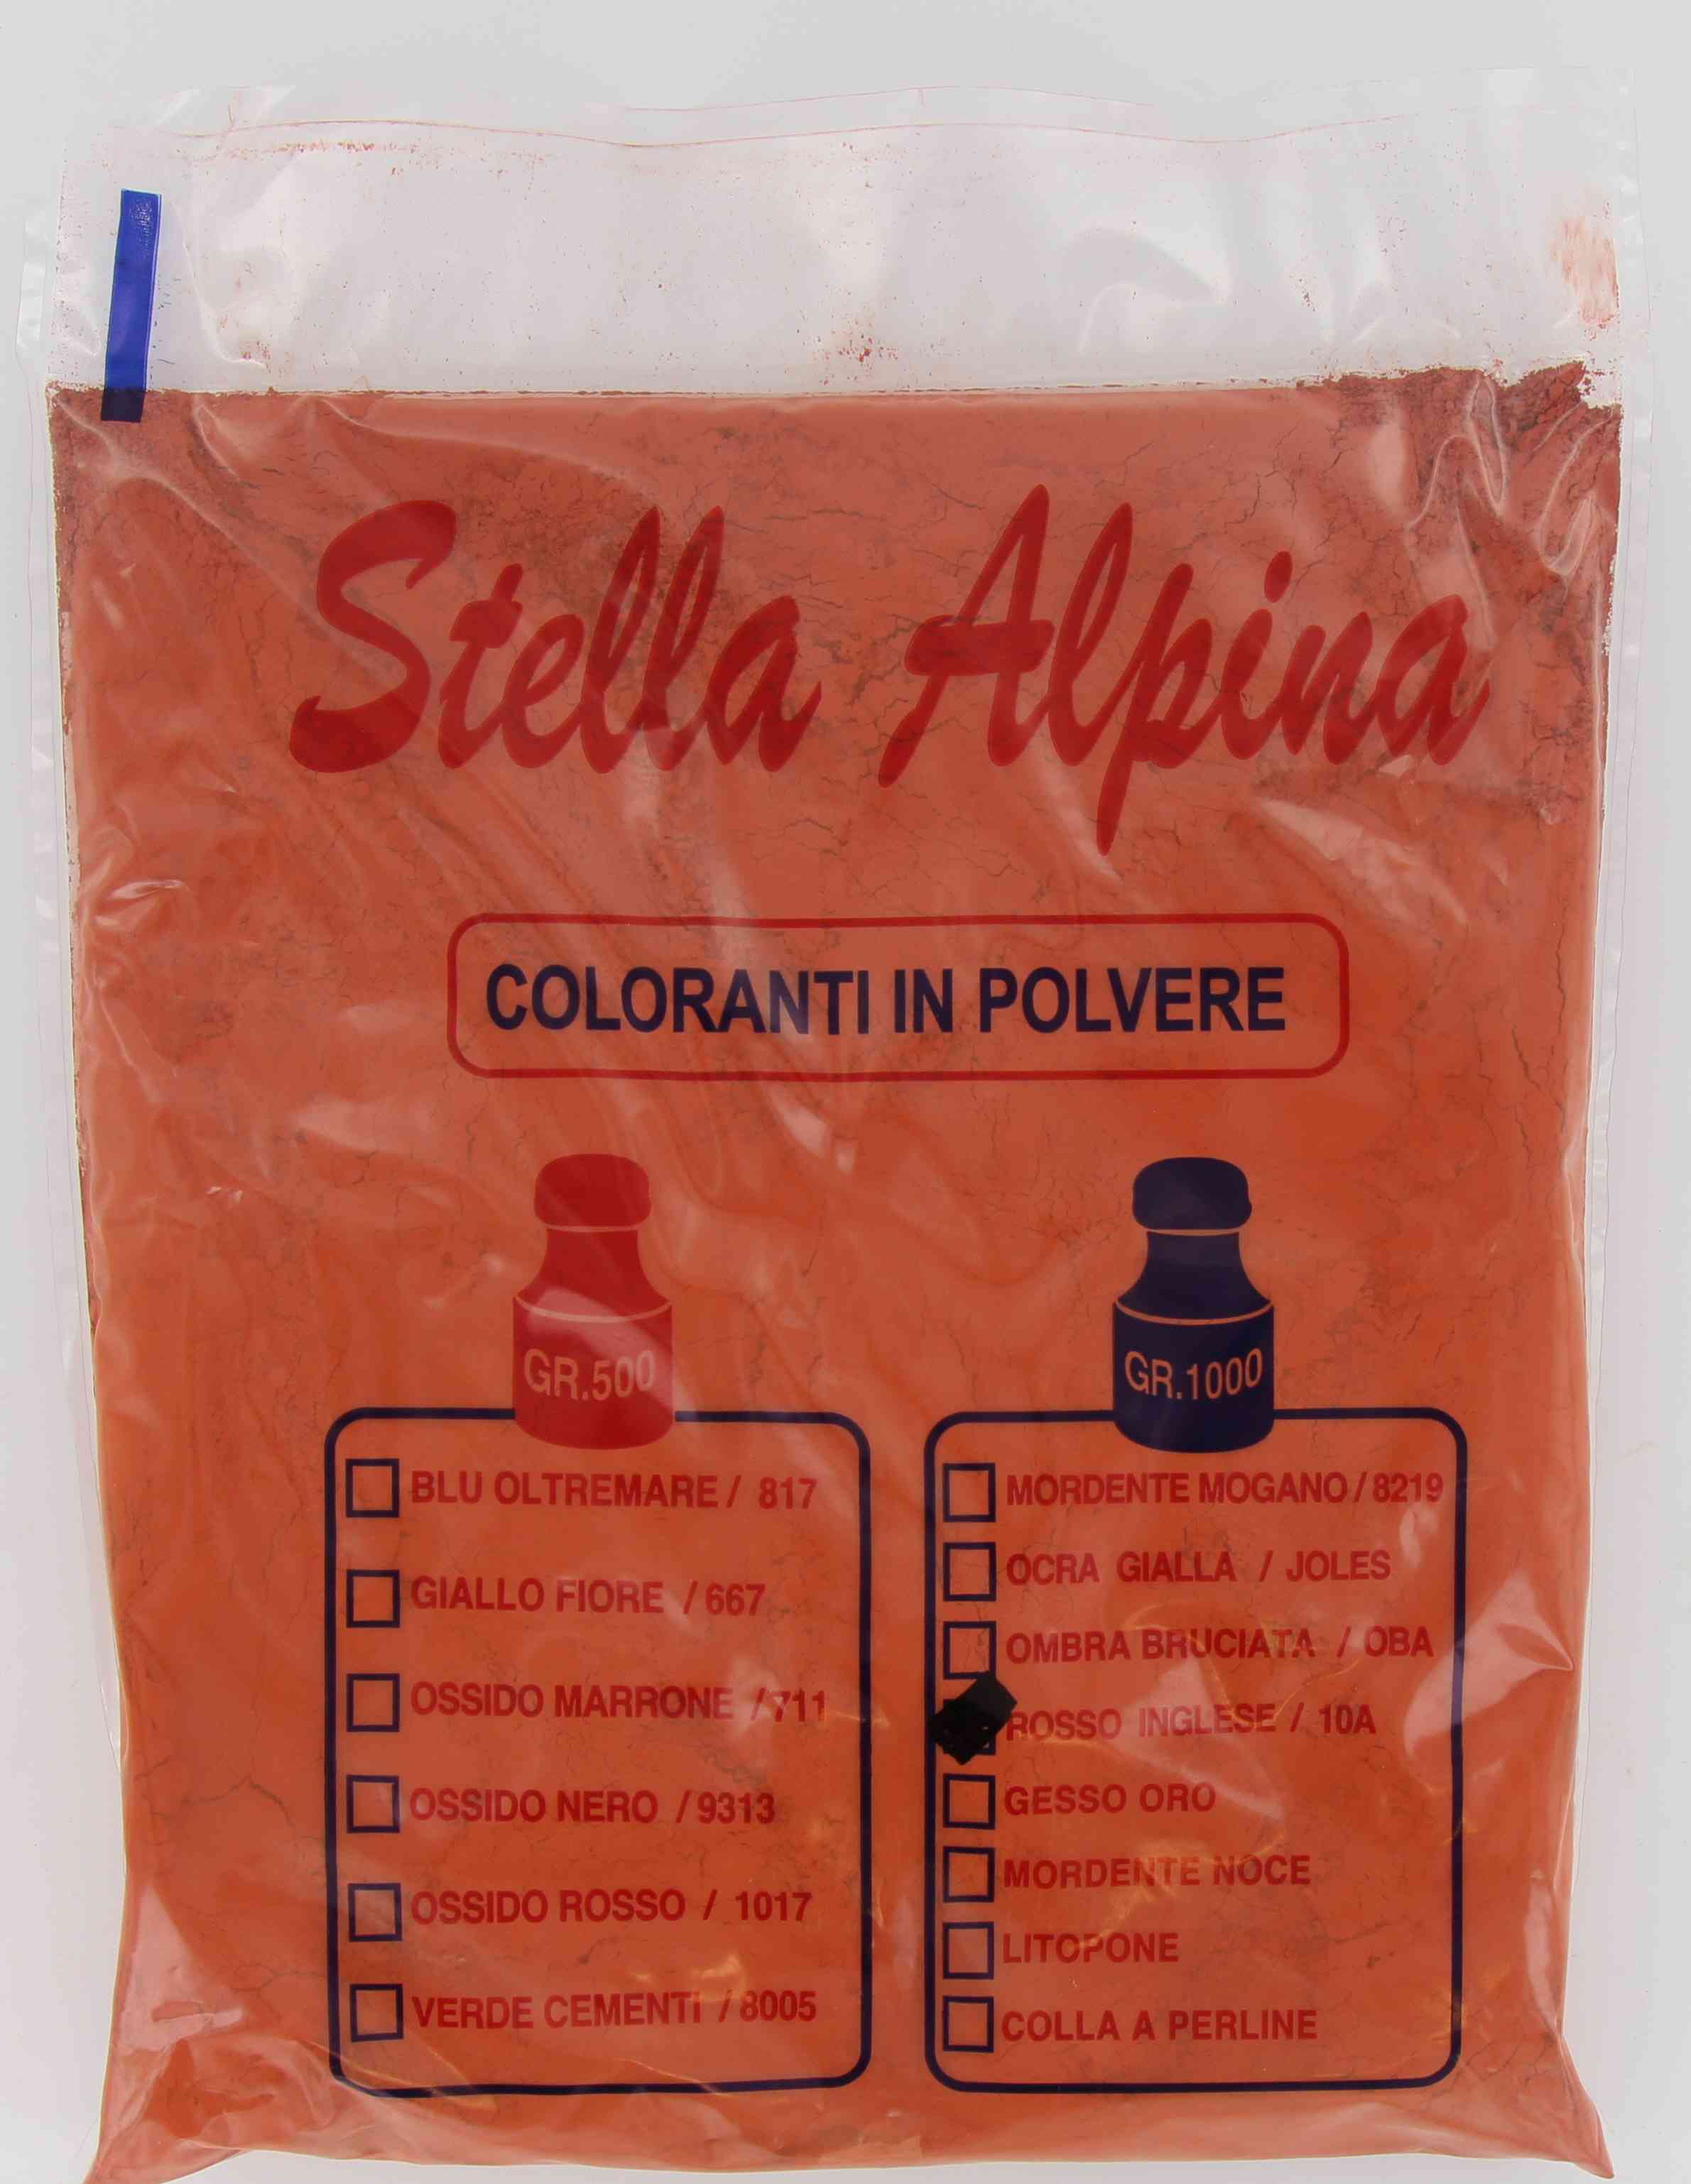 Stella Alpina
COLORANTI IN POLVERE
GR.500
BLU OLTREMARE / 817
GIALLO FIORE / 667
OSSIDO MARRONE / 711
OSSIDO NERO / 9313
OSSIDO ROSSO / 1017
VERDE CEMENTI / 8005
GR.1000
MORDENTE MOGANO / 8219
OCRA GIALLA / JOLES
OMBRA BRUCIATA / OBA
ROSSO INGLESE / 10A
GESSO ORO
MORDENTE NOCE
LITOPONE
COLLA A PERLINE